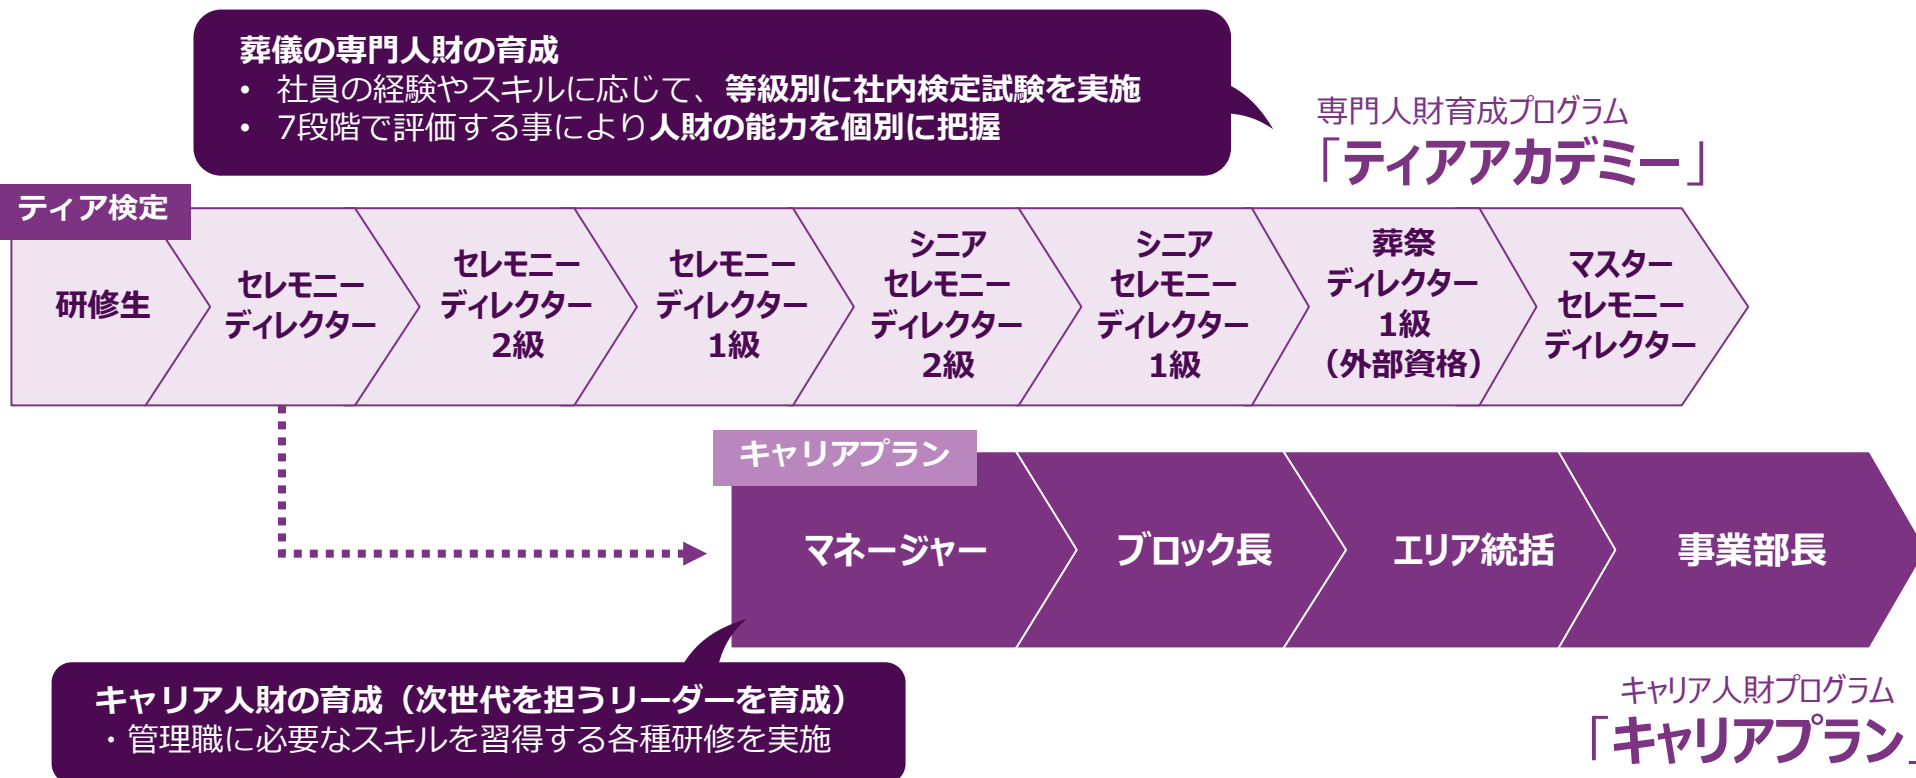 葬儀の専門人財の育成
• 社員の経験やスキルに応じて、等級別に社内検定試験を実施
• 7段階で評価する事により人財の能力を個別に把握
専門人財育成プログラム
「ティアアカデミー」
ティア検定
研修生
セレモニー
ディレクター
セレモニー
ディレクター
2級
セレモニー
ディレクター
1級
シニア
セレモニー
ディレクター
2級
シニア
セレモニー
ディレクター
1級
葬祭
ディレクター
1級
（外部資格）
マスター
セレモニー
ディレクター
キャリアプラン
マネージャー
ブロック長
エリア統括
事業部長
キャリア人財の育成（次世代を担うリーダーを育成）
・管理職に必要なスキルを習得する各種研修を実施
キャリア人財プログラム
「キャリアプラン」